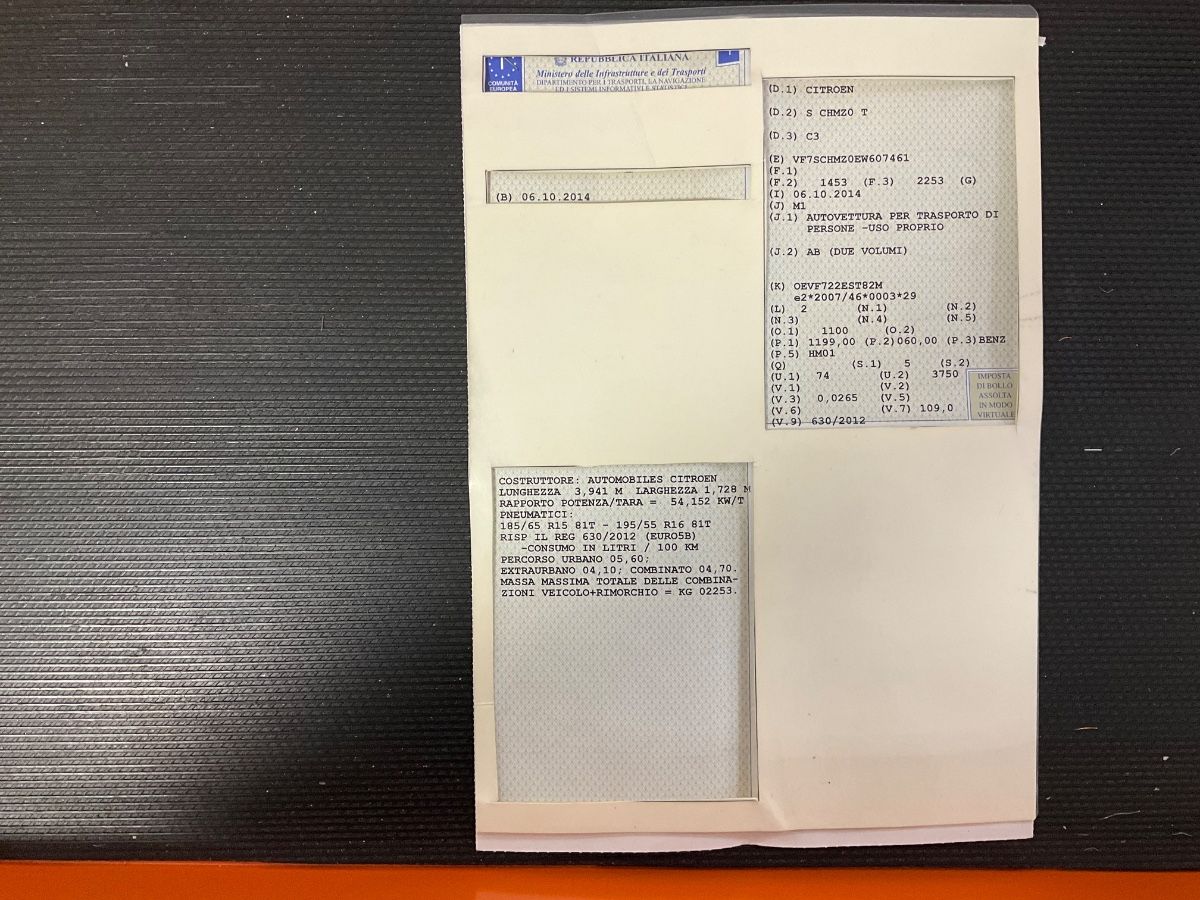 COMUNITÀ
EUROPEA
REPUBBLICA ITALIANA
Ministero delle Infrastrutture e dei Trasporti
DIPARTIMENTO PER I TRASPORTI, LA NAVIGAZIONE
ED I SISTEMI INFORMATIVI E STATISTICI
(B) 06.10.2014
COSTRUTTORE: AUTOMOBILES CITROEN
LUNGHEZZA 3,941 M LARGHEZZA 1,728 M
RAPPORTO POTENZA/TARA = 54,152 KW/T
PNEUMATICI:
185/65 R15 81T - 195/55 R16 81T
RISP IL REG 630/2012 (EURO5B)
-CONSUMO IN LITRI / 100 KM
PERCORSO URBANO 05,60;
EXTRAURBANO 04,10; COMBINATO 04,70.
MASSA MASSIMA TOTALE DELLE COMBINA-
ZIONI VEICOLO+RIMORCHIO = KG 02253.
(D.1) CITROEN
(D.2) S CHMZ0 T
(D.3) C3
(E) VF7SCHMZ0EW607461
(F.1)
(F.2) 1453 (F.3) 2253 (G)
(I) 06.10.2014
(J) M1
(J.1) AUTOVETTURA PER TRASPORTO DI
PERSONE -USO PROPRIO
(J.2) AB (DUE VOLUMI)
(K) OEVF722EST82M
e2*2007/46*0003*29
(L) 2 (N.1) (N.2)
(N.3) (N.4) (N.5)
(O.1) 1100 (O.2)
(P.1) 1199,00 (P.2)060,00 (P.3)BENZ
(P.5) HM01
(Q) (S.1) 5 (S.2)
(U.1) 74 (U.2) 3750
(V.1) (V.2)
(V.3) 0,0265 (V.5)
(V.6) (V.7) 109,0
(V.9) 630/2012
IMPOSTA
DI BOLLO
ASSOLTA
IN MODO
VIRTUALE